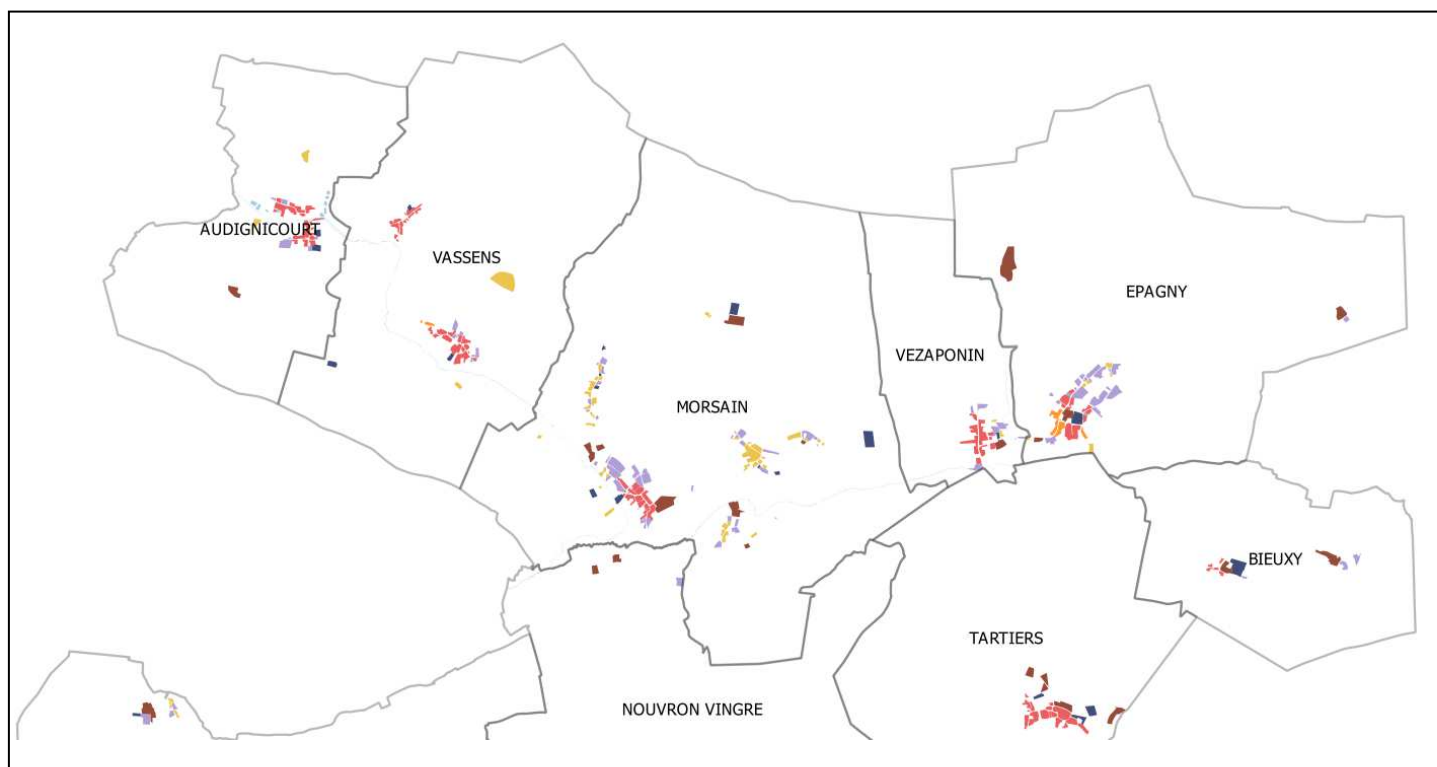 AUDIGNICOURT
VASSENS
EPAGNY
VEZAPONIN
MORSAIN
BIEUXY
TARTIERS
NOUVRON VINGRE